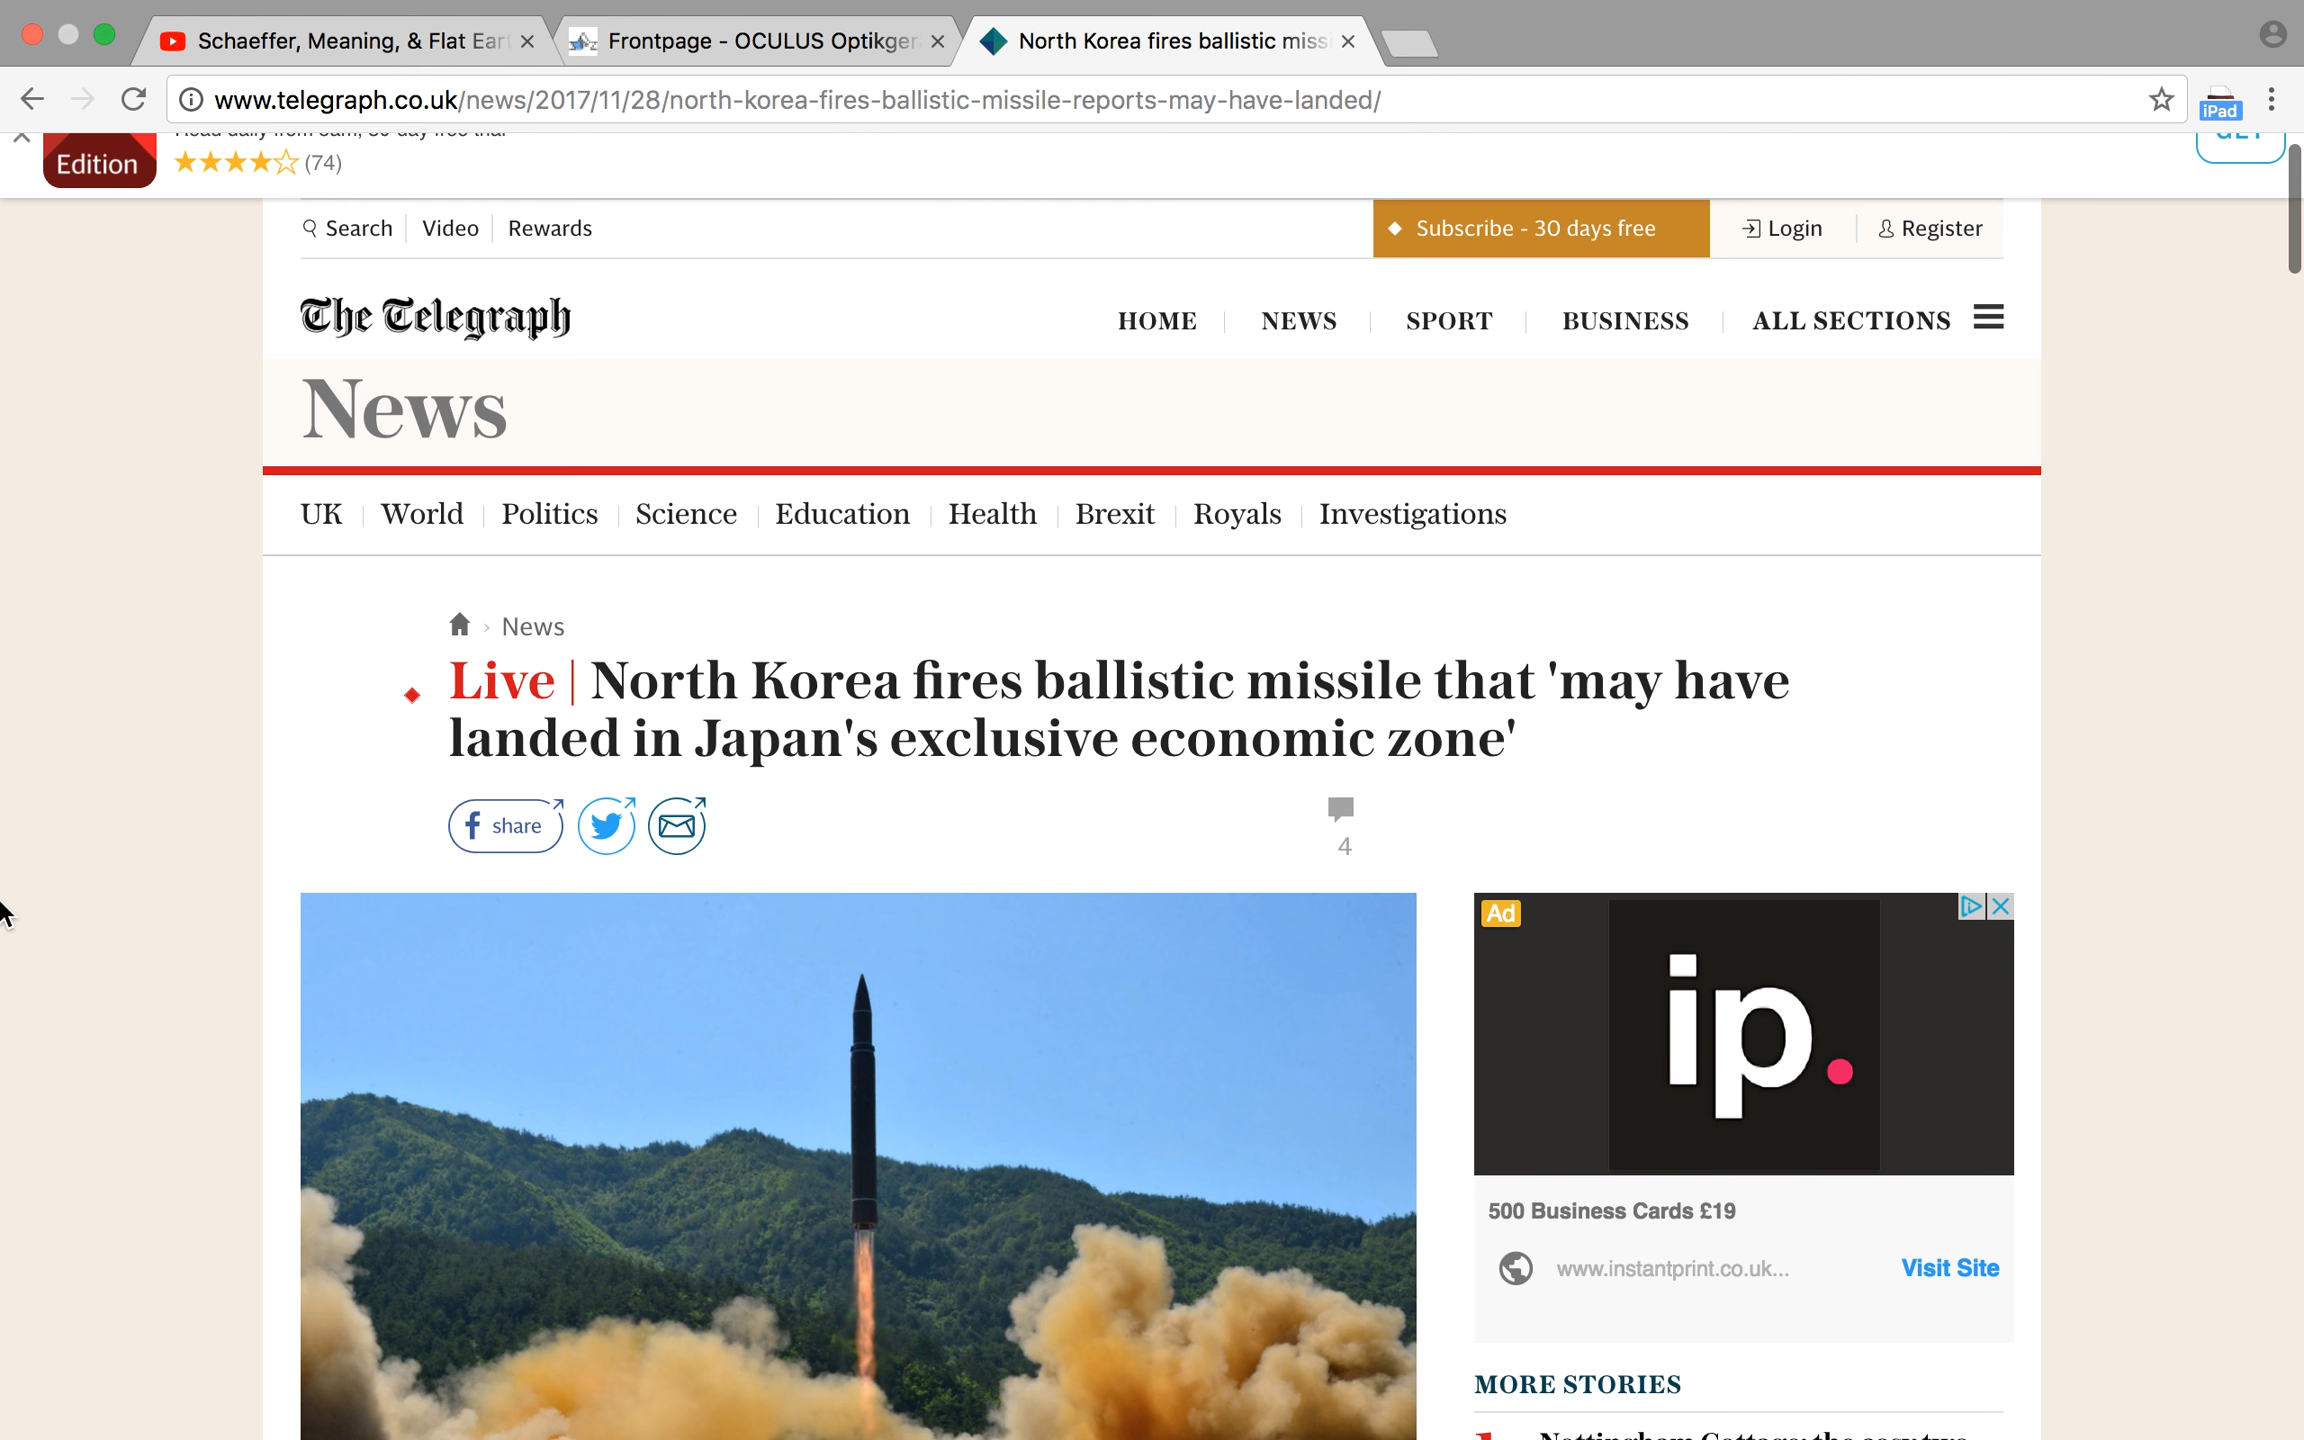 Schaeffer, Meaning, & Flat Eart
Frontpage - OCULUS Optikger
North Korea fires ballistic miss
www.telegraph.co.uk/news/2017/11/28/north-korea-fires-ballistic-missile-reports-may-have-landed/
iPad
Edition
(74)
Search
Video
Rewards
Subscribe - 30 days free
Login
Register
The Telegraph
HOME
NEWS
SPORT
BUSINESS
ALL SECTIONS
News
UK
World
Politics
Science
Education
Health
Brexit
Royals
Investigations
News
Live | North Korea fires ballistic missile that 'may have
landed in Japan's exclusive economic zone'
share
4
Ad
ip.
500 Business Cards £19
www.instantprint.co.uk...
Visit Site
MORE STORIES